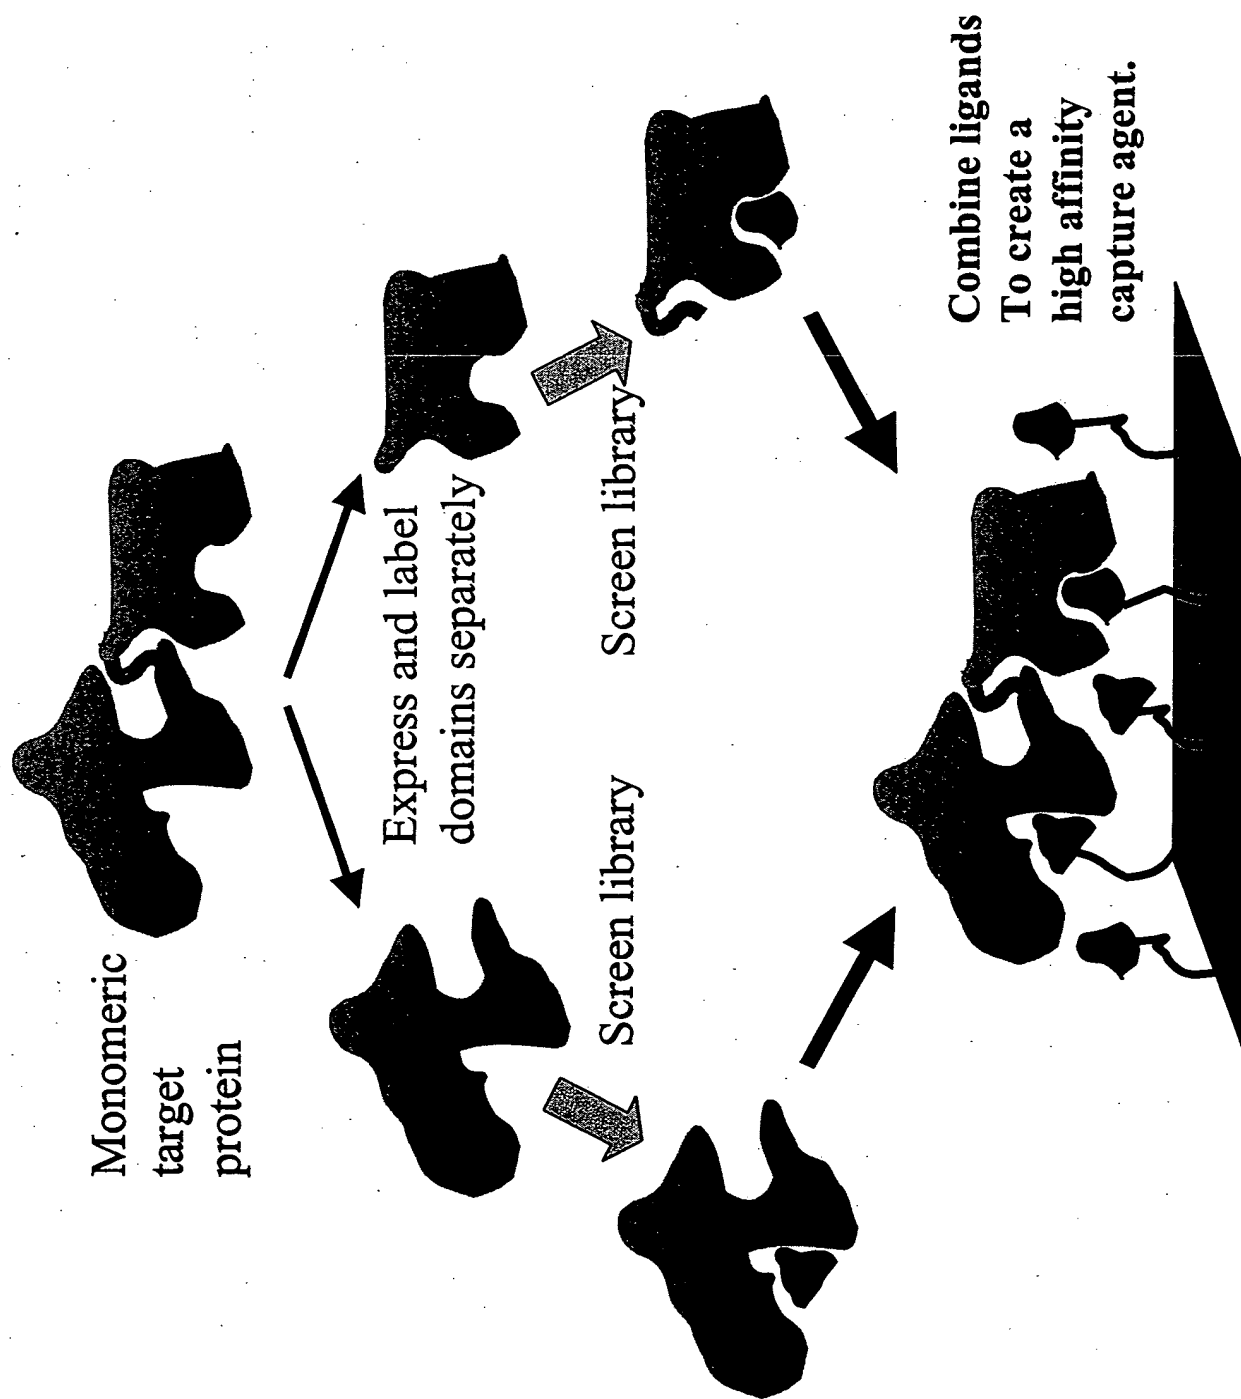 Monomeric
target
protein
Express and label
domains separately
Screen library
Screen library
Combine ligands
To create a
high affinity
capture agent.